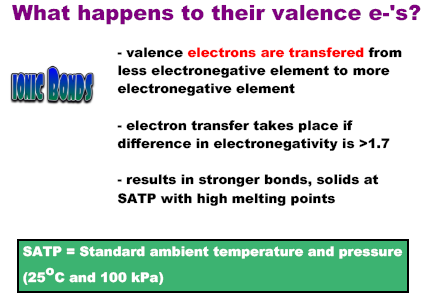 What happens to their valence e-'s?
- valence electrons are transfered from
less electronegative element to more
electronegative element
IONIC BONDS
- electron transfer takes place if
difference in electronegativity is >1.7
- results in stronger bonds, solids at
SATP with high melting points
SATP = Standard ambient temperature and pressure
(25°C and 100 kPa)